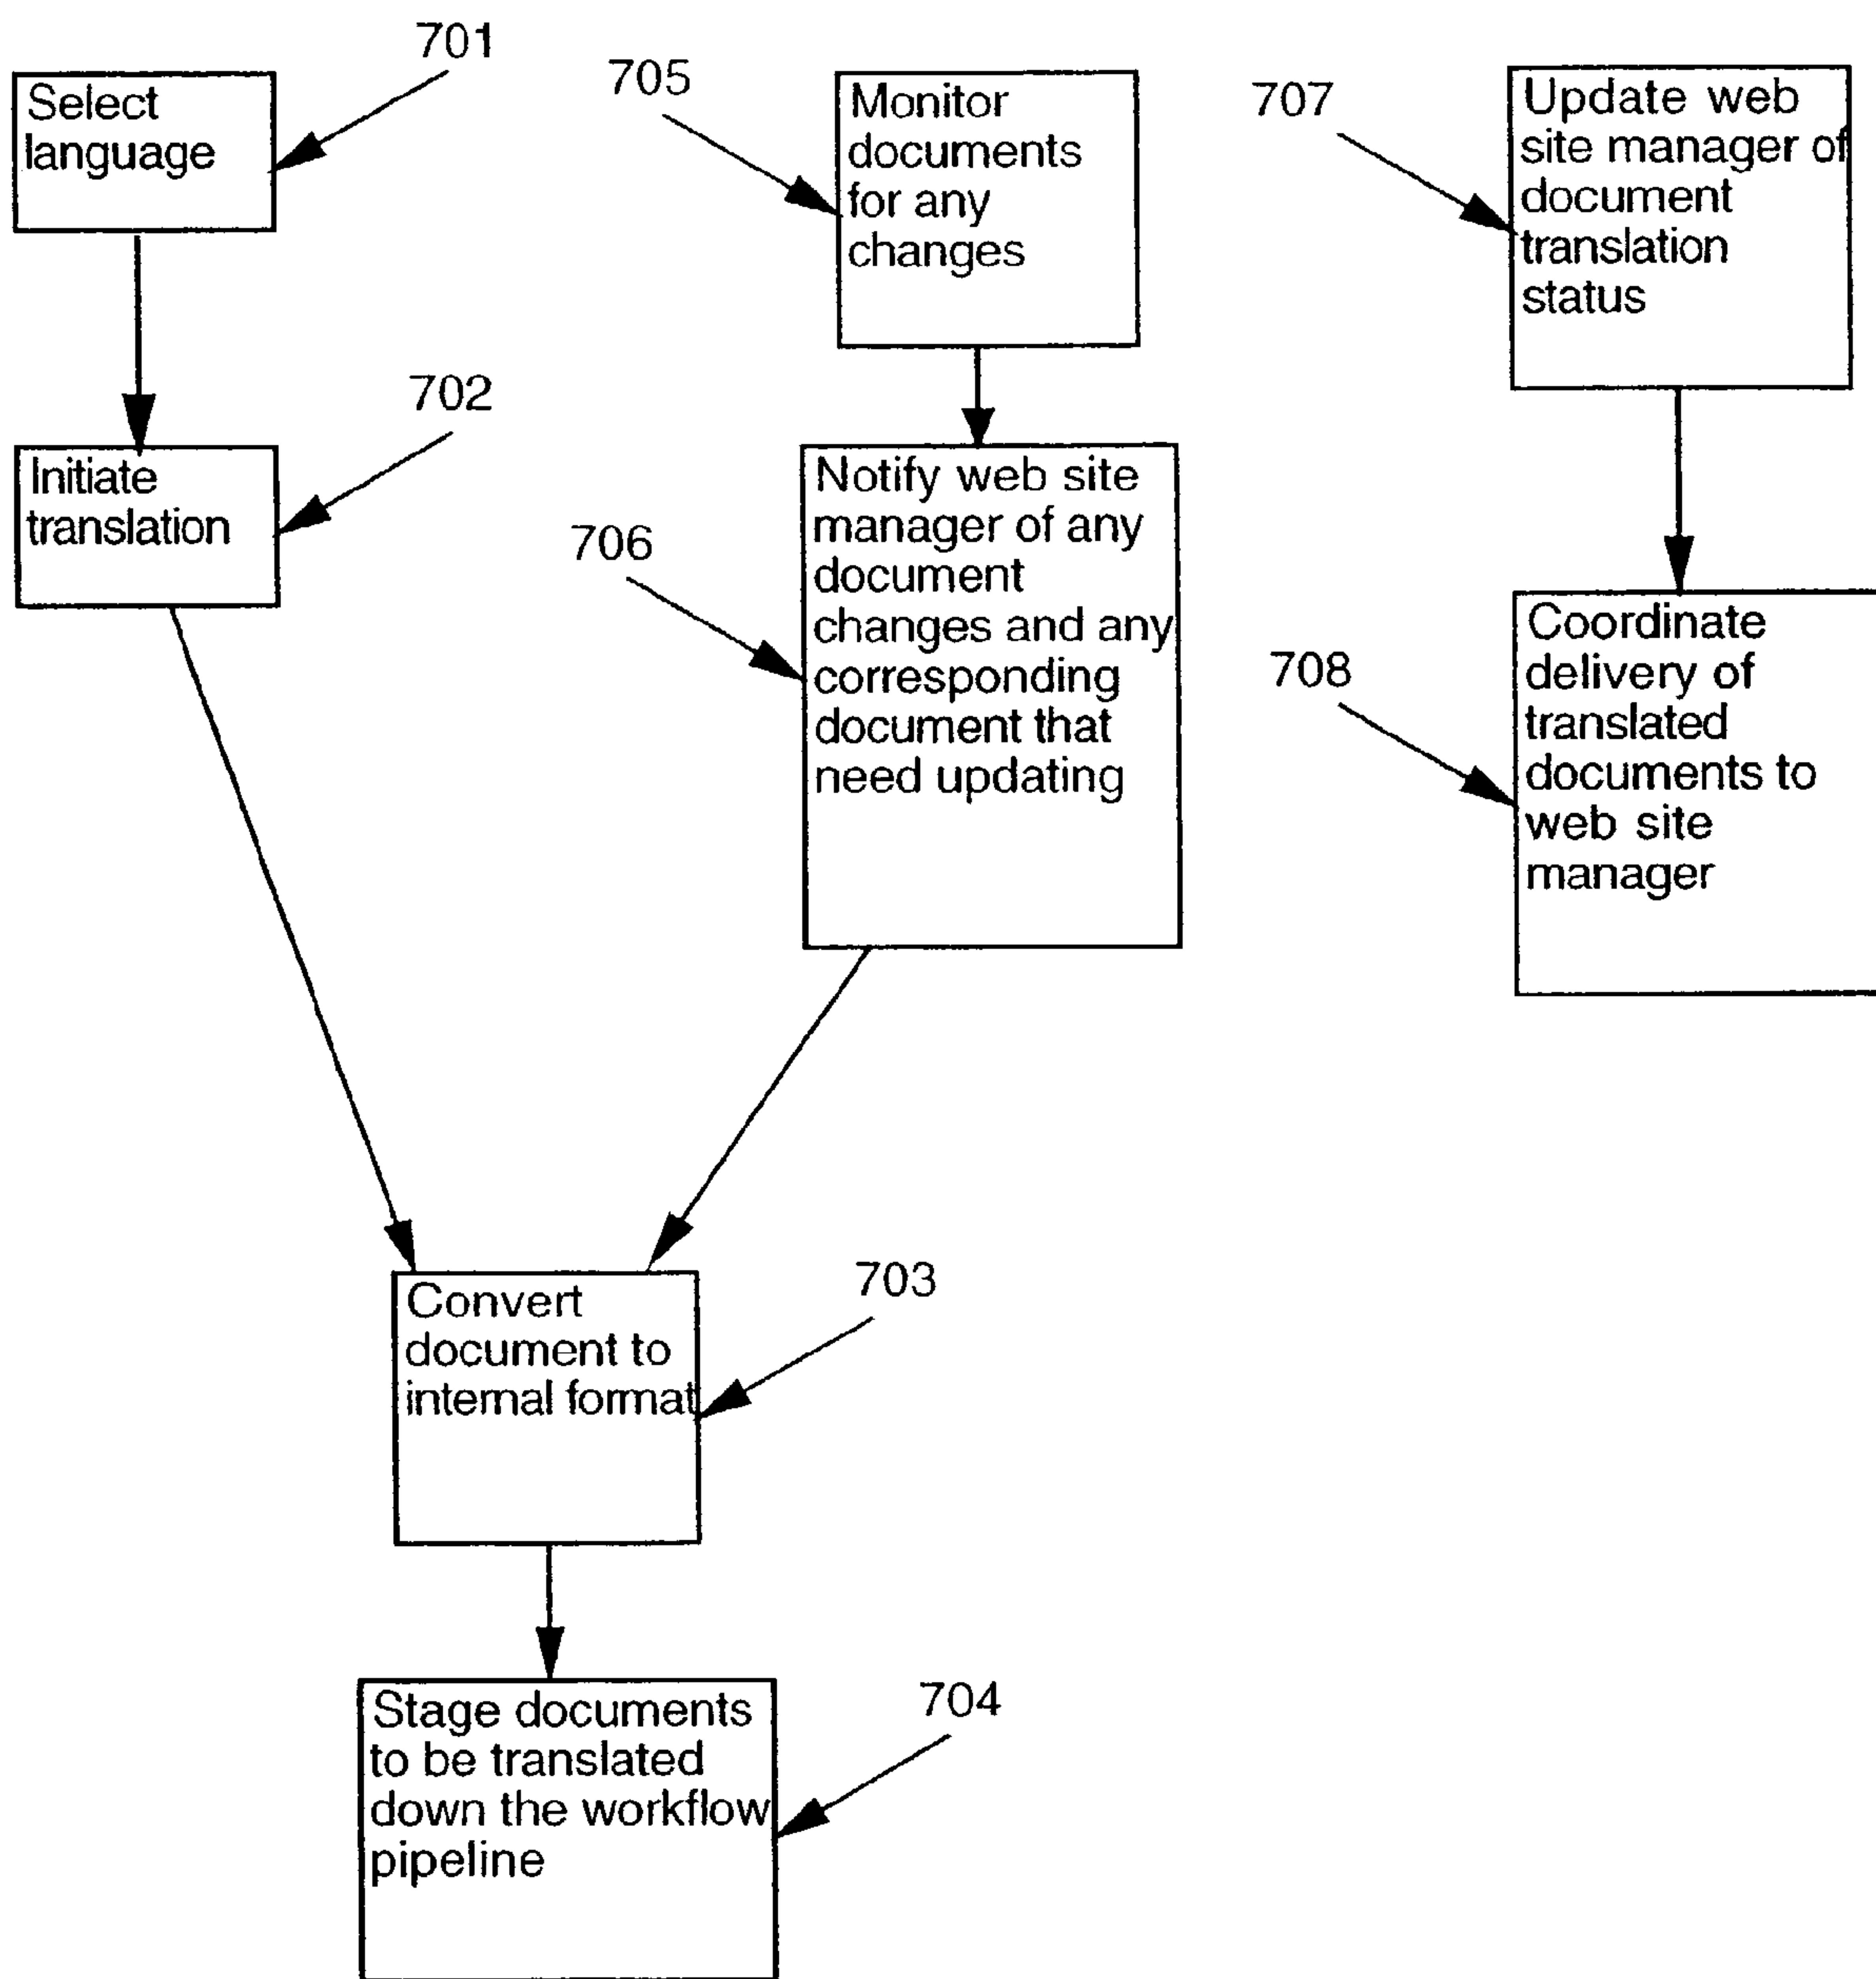 701
Select
language
702
Initiate
translation
705
Monitor
documents
for any
changes
706
Notify web site
manager of any
document
changes and any
corresponding
document that
need updating
707
Update web
site manager of
document
translation
status
708
Coordinate
delivery of
translated
documents to
web site
manager
703
Convert
document to
internal format
704
Stage documents
to be translated
down the workflow
pipeline